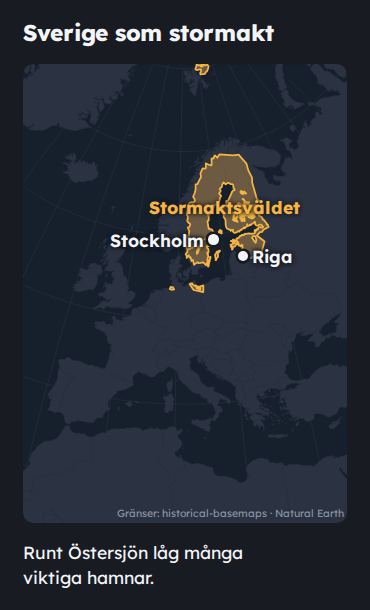 Sverige som stormakt
Stormaktsväldet
Stockholm
Riga
Gränser: historical-basemaps · Natural Earth
Runt Östersjön låg många
viktiga hamnar.